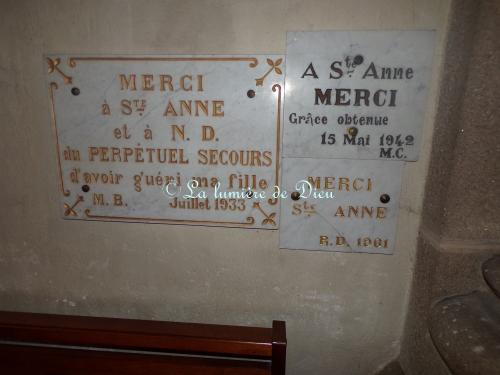 MERCI
à STE ANNE
et à N. D.
du PERPÉTUEL SECOURS
d'avoir guéri ma fille
M. B. Juillet 1933
A Ste Anne
MERCI
Grâce obtenue
15 Mai 1942
M.C.
MERCI
Ste ANNE
R.D. 1901
© La lumière de Dieu